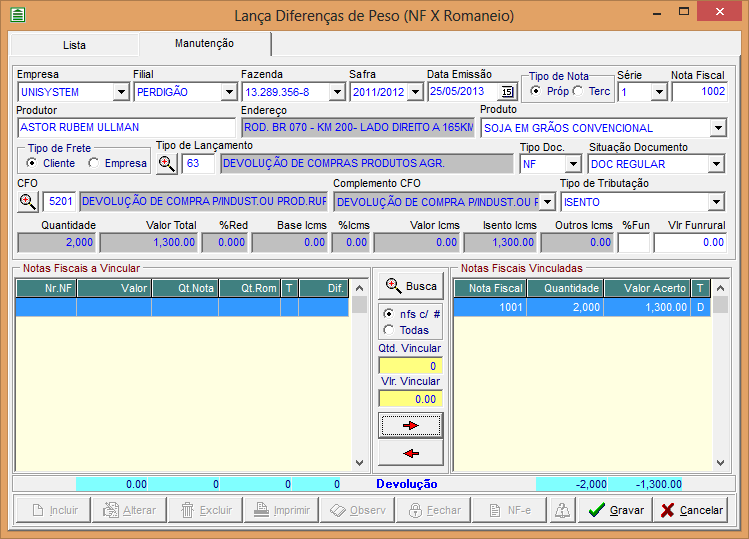 Lança Diferenças de Peso (NF X Romaneio)
Lista Manutenção
Empresa Filial Fazenda Safra Data Emissão Tipo de Nota Série Nota Fiscal
UNISYSTEM PERDIGÃO 13.289.356-8 2011/2012 25/05/2013 15 Próp Terc 1 1002
Produtor Endereço Produto
ASTOR RUBEM ULLMAN ROD. BR 070 - KM 200- LADO DIREITO A 165KM SOJA EM GRÃOS CONVENCIONAL
Tipo de Frete Tipo de Lançamento Tipo Doc. Situação Documento
Cliente Empresa 63 DEVOLUÇÃO DE COMPRAS PRODUTOS AGR. NF DOC REGULAR
CFO Complemento CFO Tipo de Tributação
5201 DEVOLUÇÃO DE COMPRA P/INDUST.OU PROD.RUR DEVOLUÇÃO DE COMPRA P/INDUST.OU P ISENTO
Quantidade Valor Total %Red Base Icms %Icms Valor Icms Isento Icms Outros Icms %Fun Vlr Funrural
2,000 1,300.00 0.000 0.00 0.00 0.00 1,300.00 0.00 0.00
Notas Fiscais a Vincular Notas Fiscais Vinculadas
Nr.NF Valor Qt.Nota Qt.Rom T Dif. Busca Nota Fiscal Quantidade Valor Acerto T
1001 2,000 1,300.00 D
nfs c/ #
Todas
Qtd. Vincular
0
Vlr. Vincular
0.00
0.00 0 0 0 Devolução -2,000 -1,300.00
Incluir Alterar Excluir Imprimir Observ Fechar NF-e Gravar Cancelar